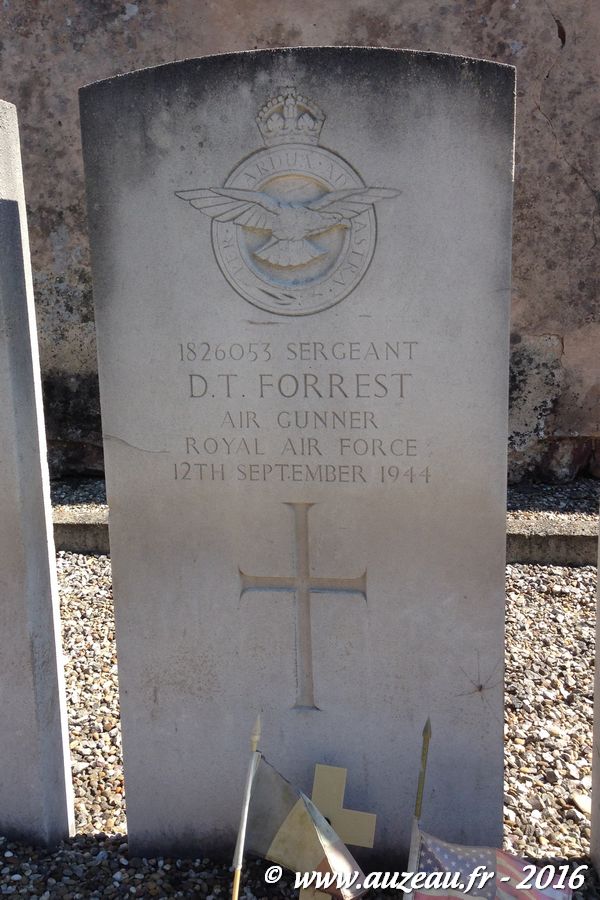 PER ARDUA AD ASTRA
1826053 SERGEANT
D.T. FORREST
AIR GUNNER
ROYAL AIR FORCE
12TH SEPTEMBER 1944
© www.auzeau.fr - 2016